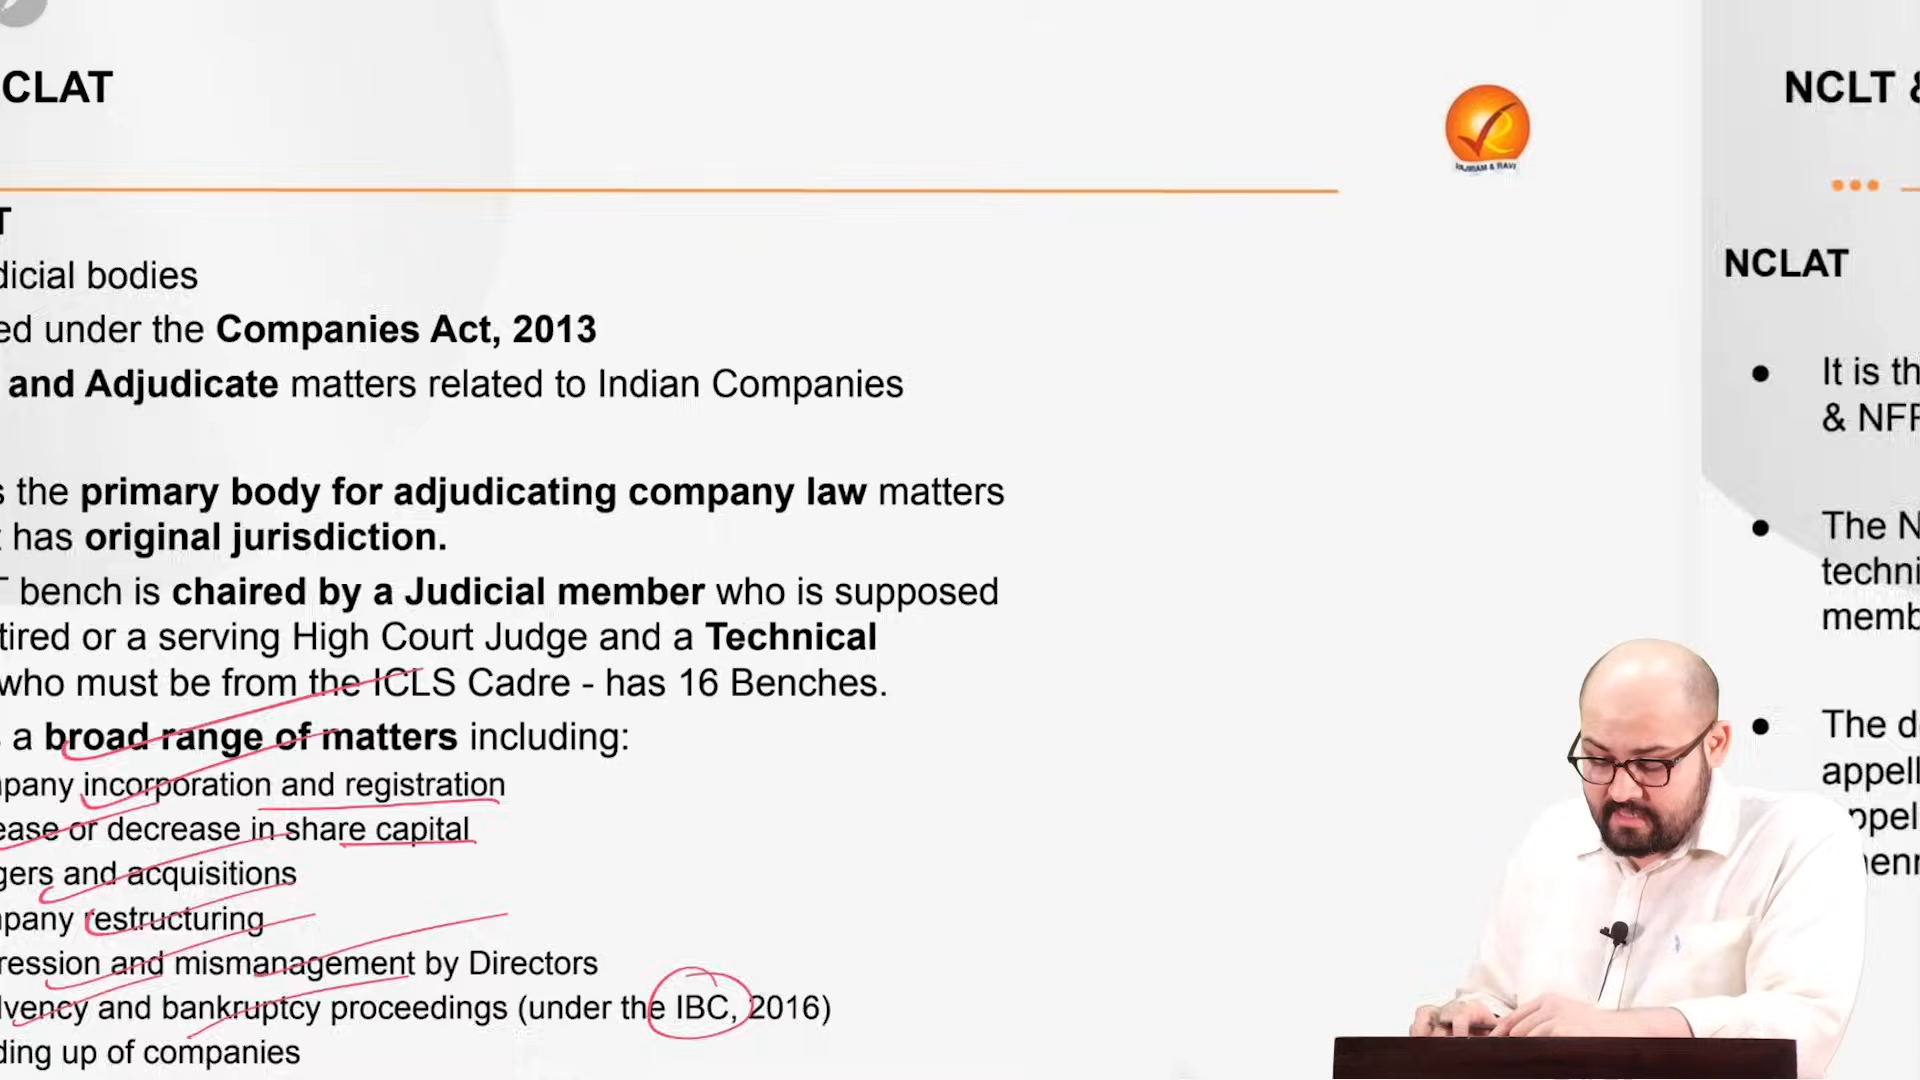 CLAT
T
dicial bodies
ed under the Companies Act, 2013
and Adjudicate matters related to Indian Companies
s the primary body for adjudicating company law matters
t has original jurisdiction.
T bench is chaired by a Judicial member who is supposed
tired or a serving High Court Judge and a Technical
who must be from the ICLS Cadre - has 16 Benches.
s a broad range of matters including:
pany incorporation and registration
ease or decrease in share capital
gers and acquisitions
pany restructuring
ression and mismanagement by Directors
lvency and bankruptcy proceedings (under the IBC, 2016)
ding up of companies
VAJIRAM & RAVI
NCLT &
NCLAT
• It is th
& NFR
• The N
techni
memb
• The d
appell
appel
henn